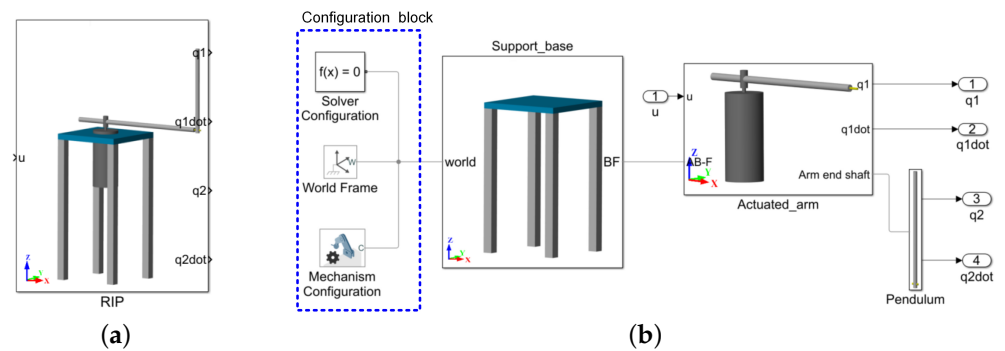 q1
q1dot
u
q2
q2dot
Z
Y
X
RIP
(a)
Configuration block
f(x) = 0
Solver
Configuration
W
World Frame
C
Mechanism
Configuration
Support_base
world
BF
Z
Y
X
1
u
u
q1
q1dot
Z
AB-F
Y
X
Arm end shaft
Actuated_arm
1
q1
2
q1dot
3
q2
4
q2dot
Pendulum
(b)